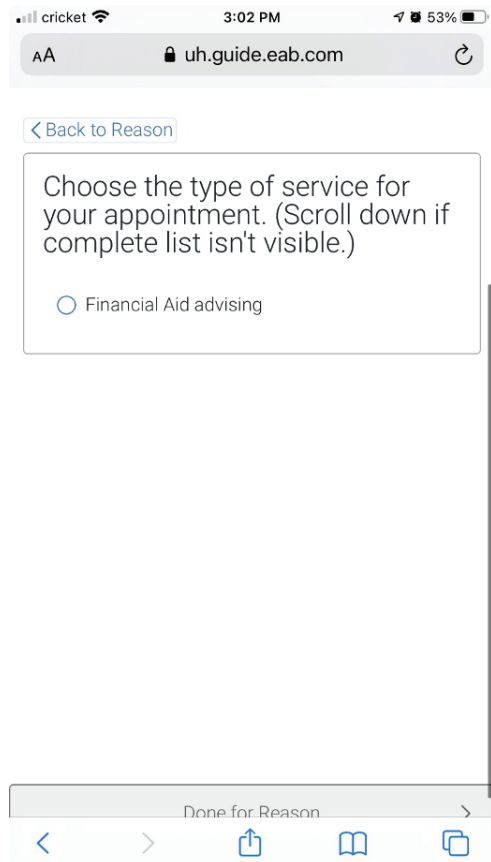 cricket 3:02 PM 53%
AA uh.guide.eab.com
Back to Reason
Choose the type of service for
your appointment. (Scroll down if
complete list isn't visible.)
Financial Aid advising
Done for Reason